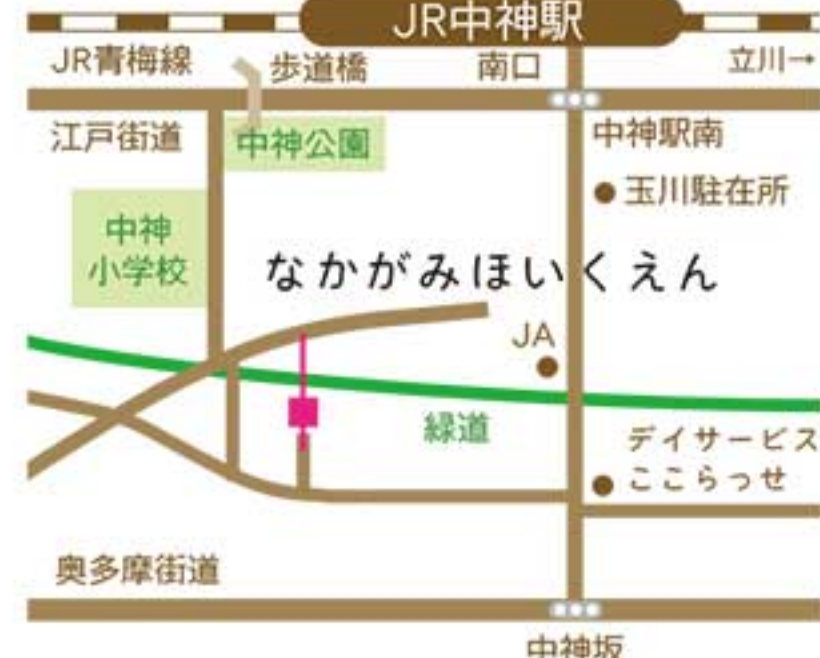 JR中神駅
JR青梅線
歩道橋
南口
立川→
江戸街道
中神公園
中神駅南
玉川駐在所
中神
小学校
なかがみほいくえん
JA
緑道
デイサービス
ここらっせ
奥多摩街道
中神坂